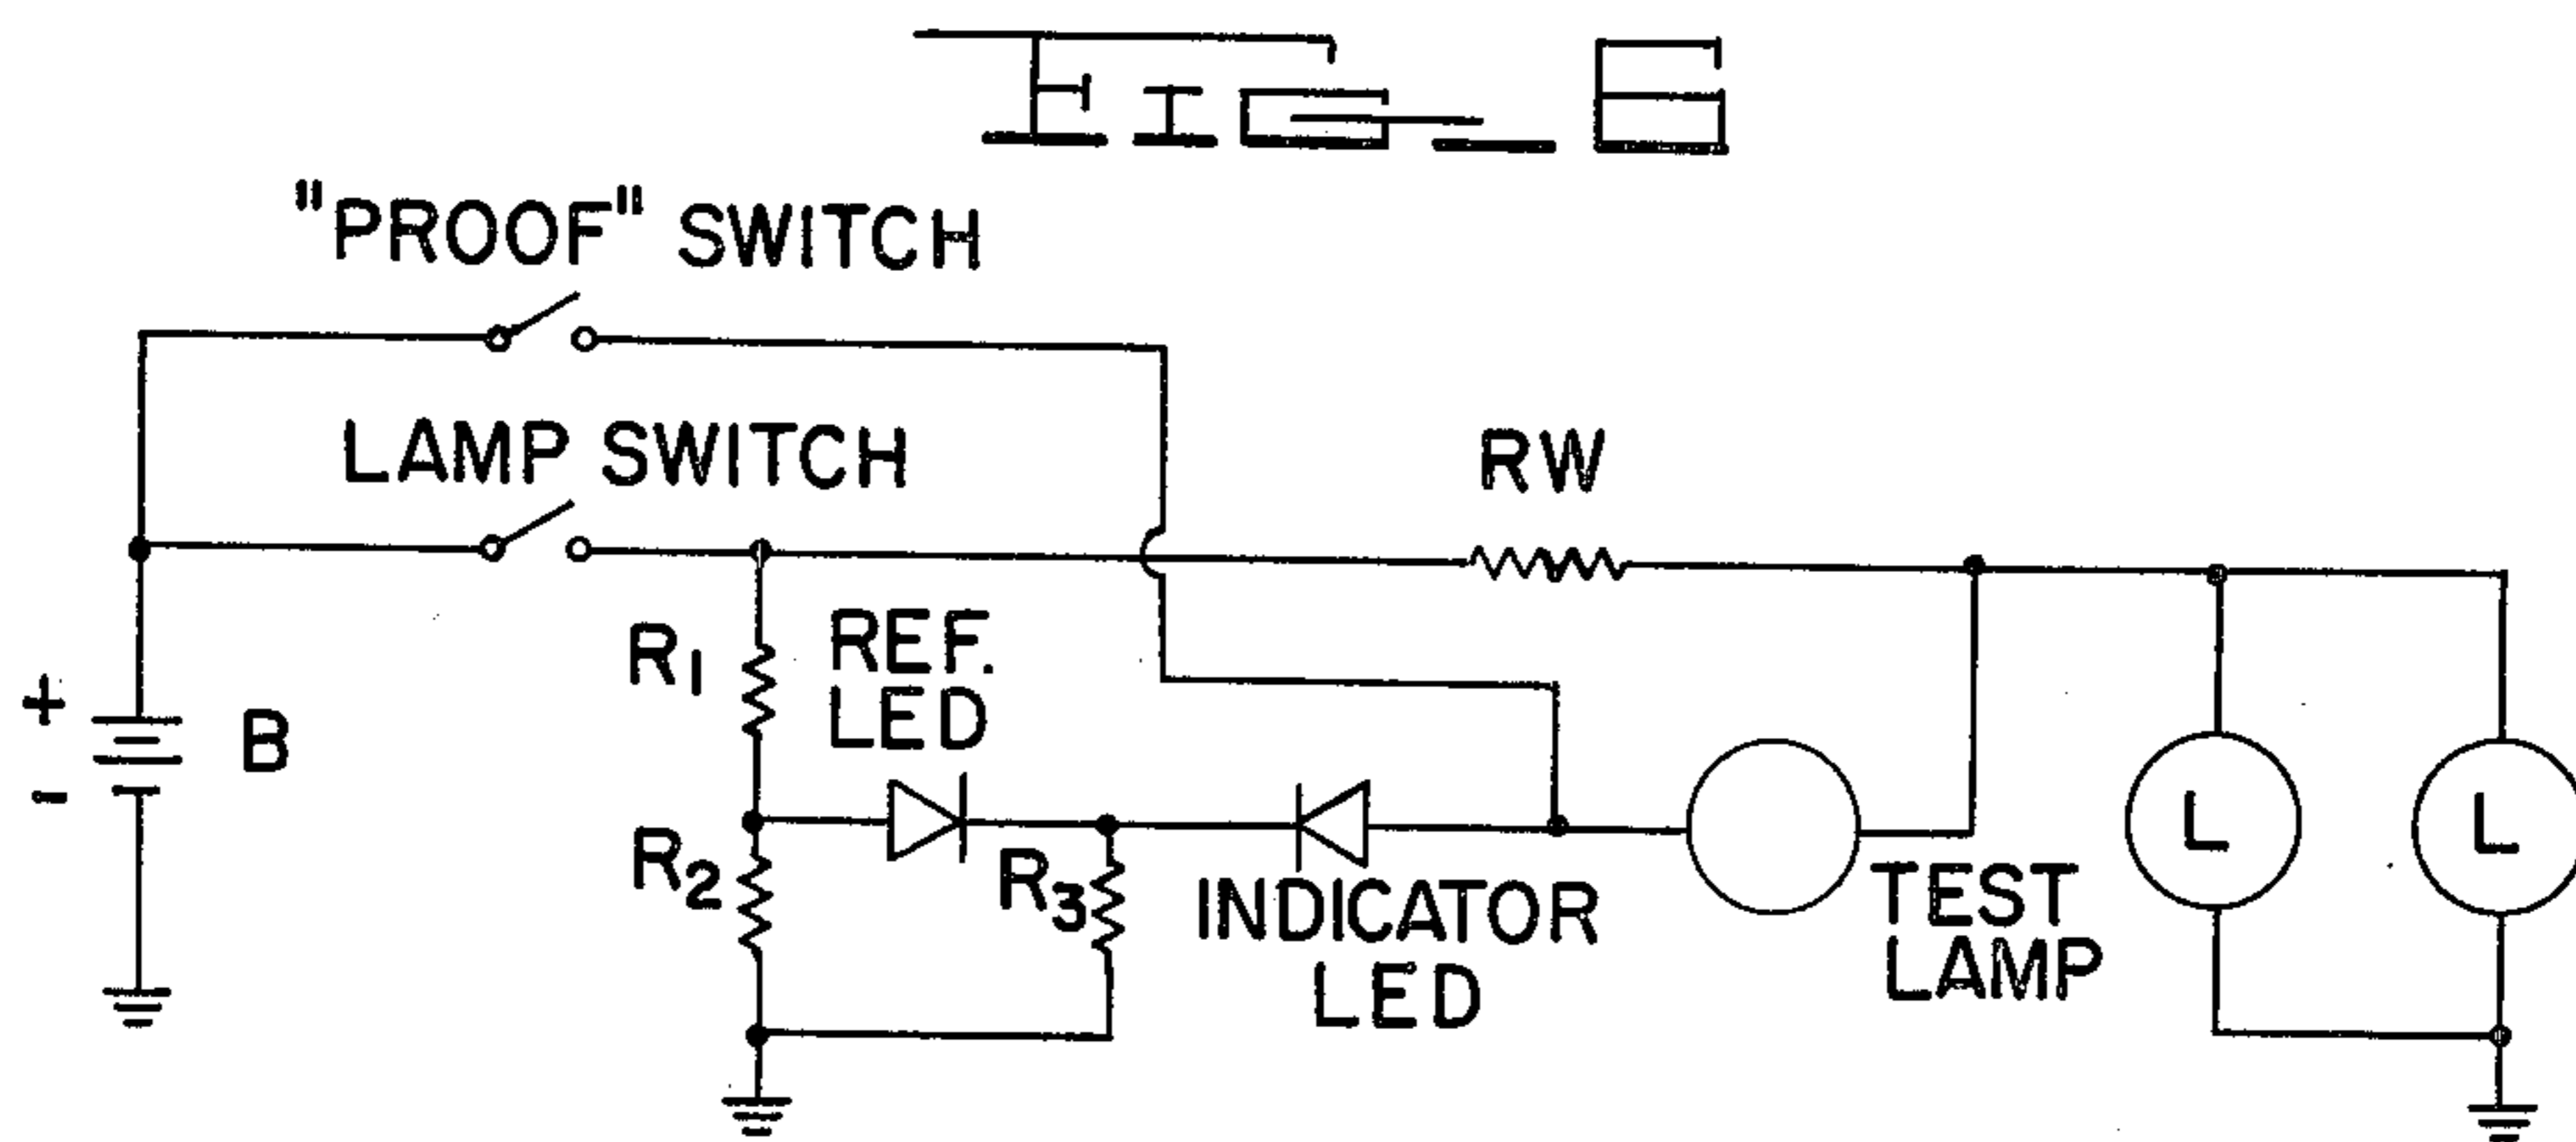 FIG_6
"PROOF" SWITCH
LAMP SWITCH
RW
R1
REF.
LED
+
-
B
R2
R3
INDICATOR
LED
TEST
LAMP
L
L